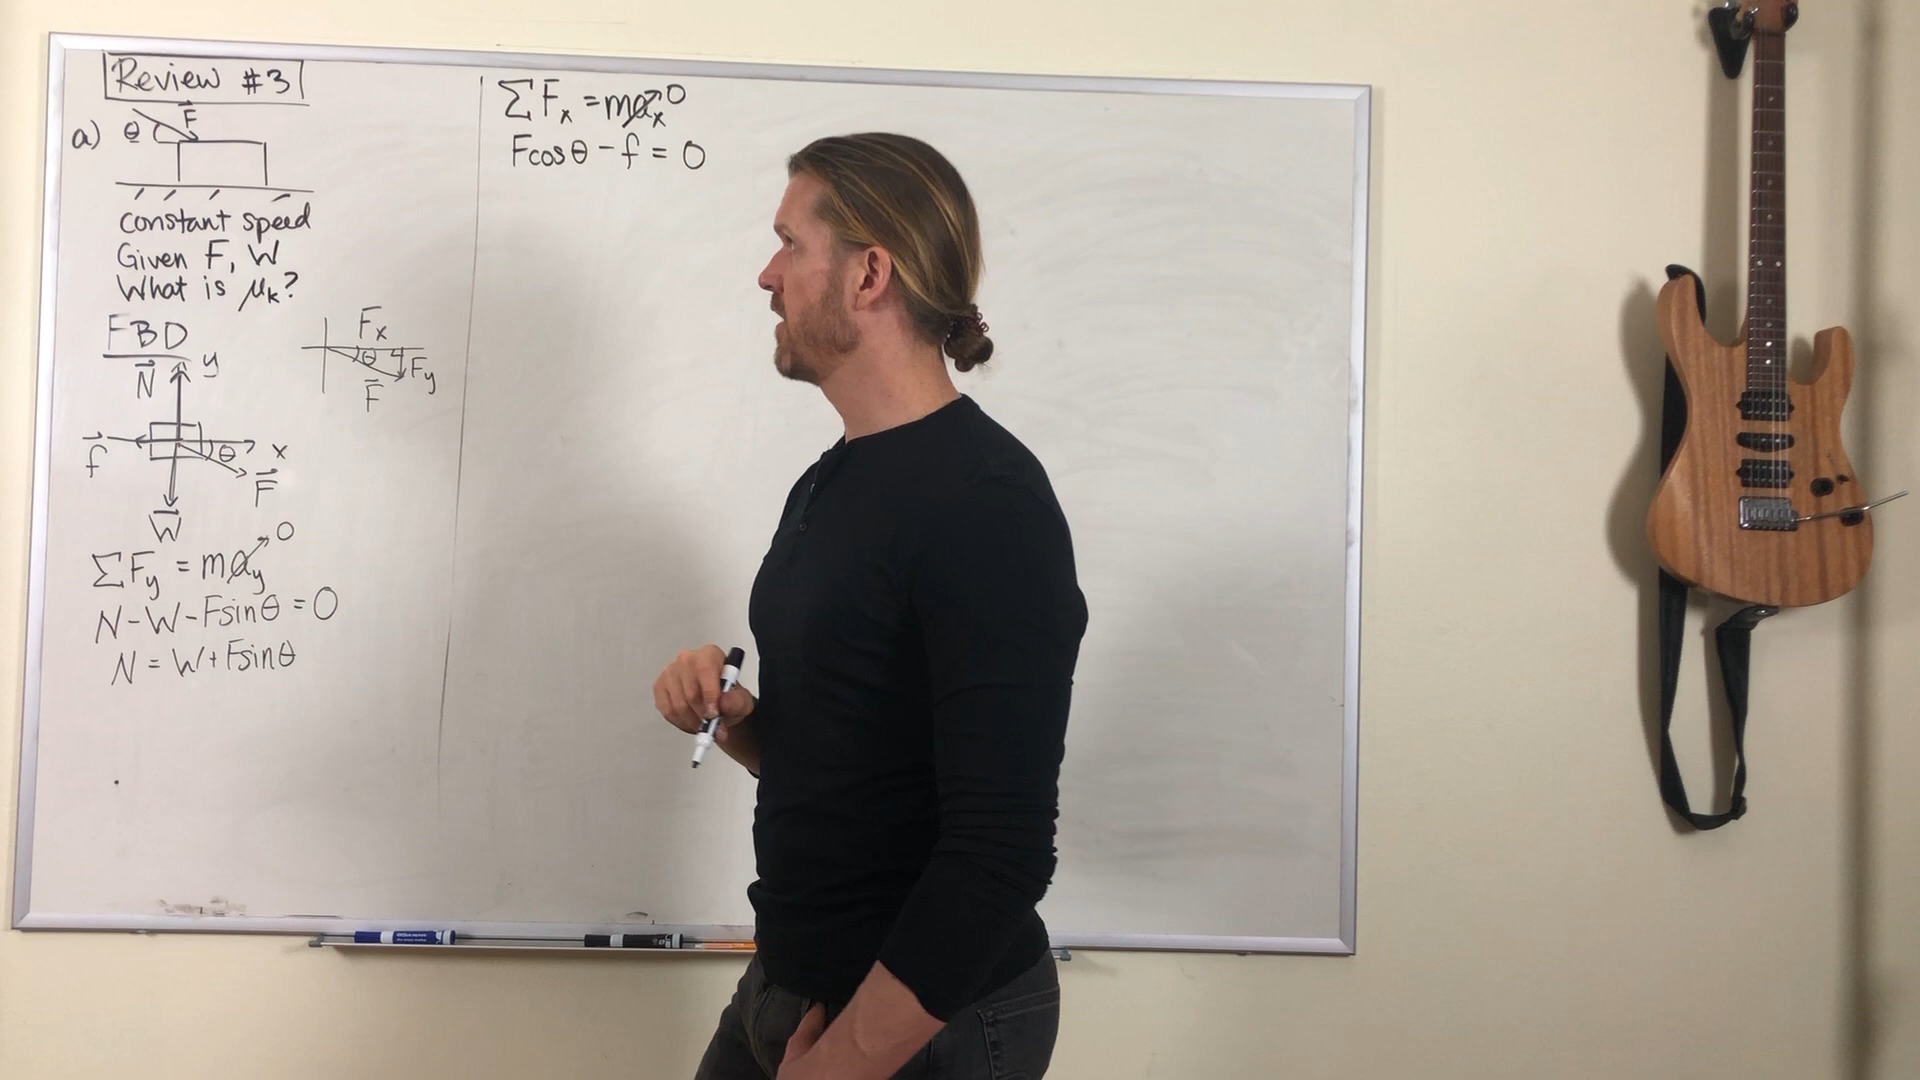 Review #3
a) θ F⃗
constant speed
Given F, W
What is μₖ?
FBD
N⃗ y
f⃗ θ x
F⃗
W⃗
Fx
θ Fy
F⃗
ΣFy = may → 0
N - W - Fsinθ = 0
N = W + Fsinθ
ΣFx = max → 0
Fcosθ - f = 0